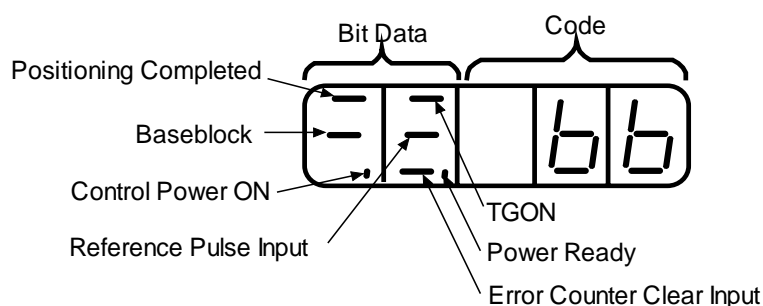 Bit Data
Code
Positioning Completed
Baseblock
bb
Control Power ON
TGON
Reference Pulse Input
Power Ready
Error Counter Clear Input